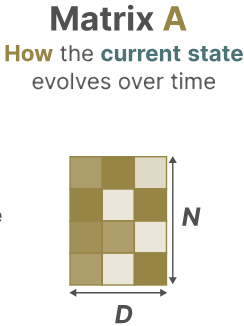 Matrix A
How the current state
evolves over time
e
N
D